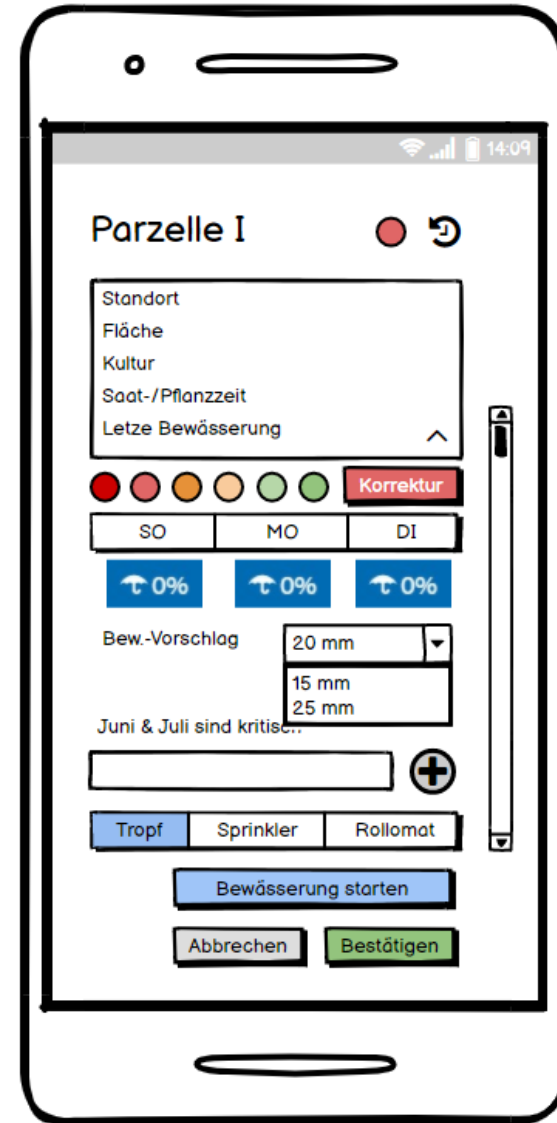 14:09
Parzelle I
Standort
Fläche
Kultur
Saat-/Pflanzzeit
Letze Bewässerung
Korrektur
SO MO DI
0% 0% 0%
Bew.-Vorschlag 20 mm
15 mm
25 mm
Juni & Juli sind
Tropf Sprinkler Rollomat
Bewässerung starten
Abbrechen Bestätigen